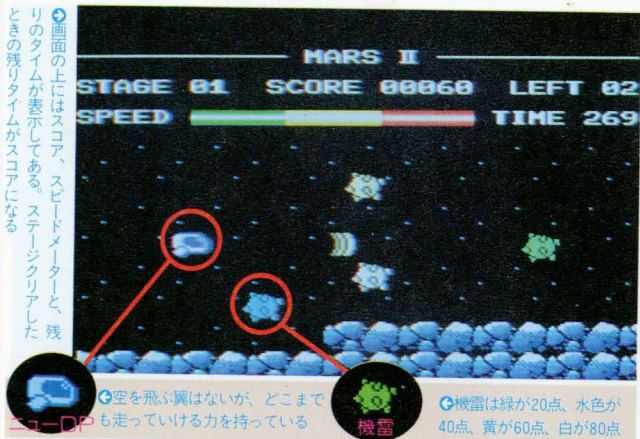 ➲画面の上にはスコア、スピードメーターと、残
りのタイムが表示してある。ステージクリアした
ときの残りタイムがスコアになる
MARS II
STAGE 01 SCORE 00060 LEFT 02
SPEED TIME 269
ニューDP
➲空を飛ぶ翼はないが、どこまで
も走っていける力を持っている
機雷
➲機雷は緑が20点、水色が
40点、黄が60点、白が80点